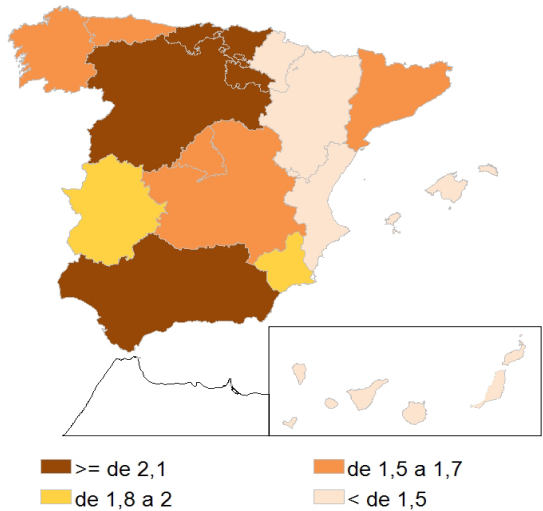 >= de 2,1
de 1,5 a 1,7
de 1,8 a 2
< de 1,5